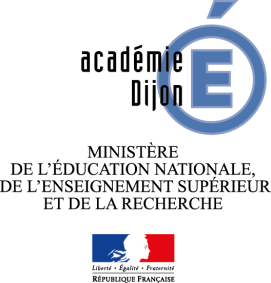 académie
Dijon
É
MINISTÈRE
DE L'ÉDUCATION NATIONALE,
DE L'ENSEIGNEMENT SUPÉRIEUR
ET DE LA RECHERCHE
Liberté • Égalité • Fraternité
RÉPUBLIQUE FRANÇAISE